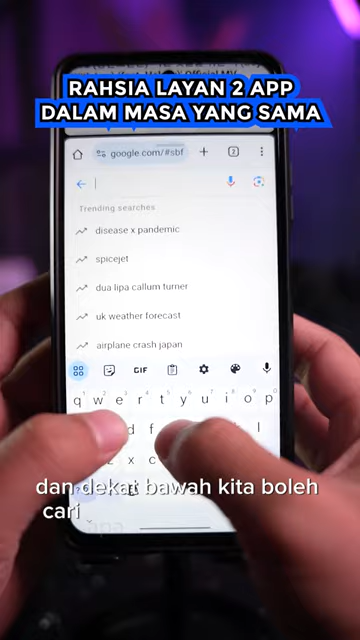 RAHSIA LAYAN 2 APP
DALAM MASA YANG SAMA
google.com/#sbf
2
Trending searches
disease x pandemic
spicejet
dua lipa callum turner
uk weather forecast
airplane crash japan
GIF
q w e r t y u i o p
d f l
z x c
dan dekat bawah kita boleh
cari